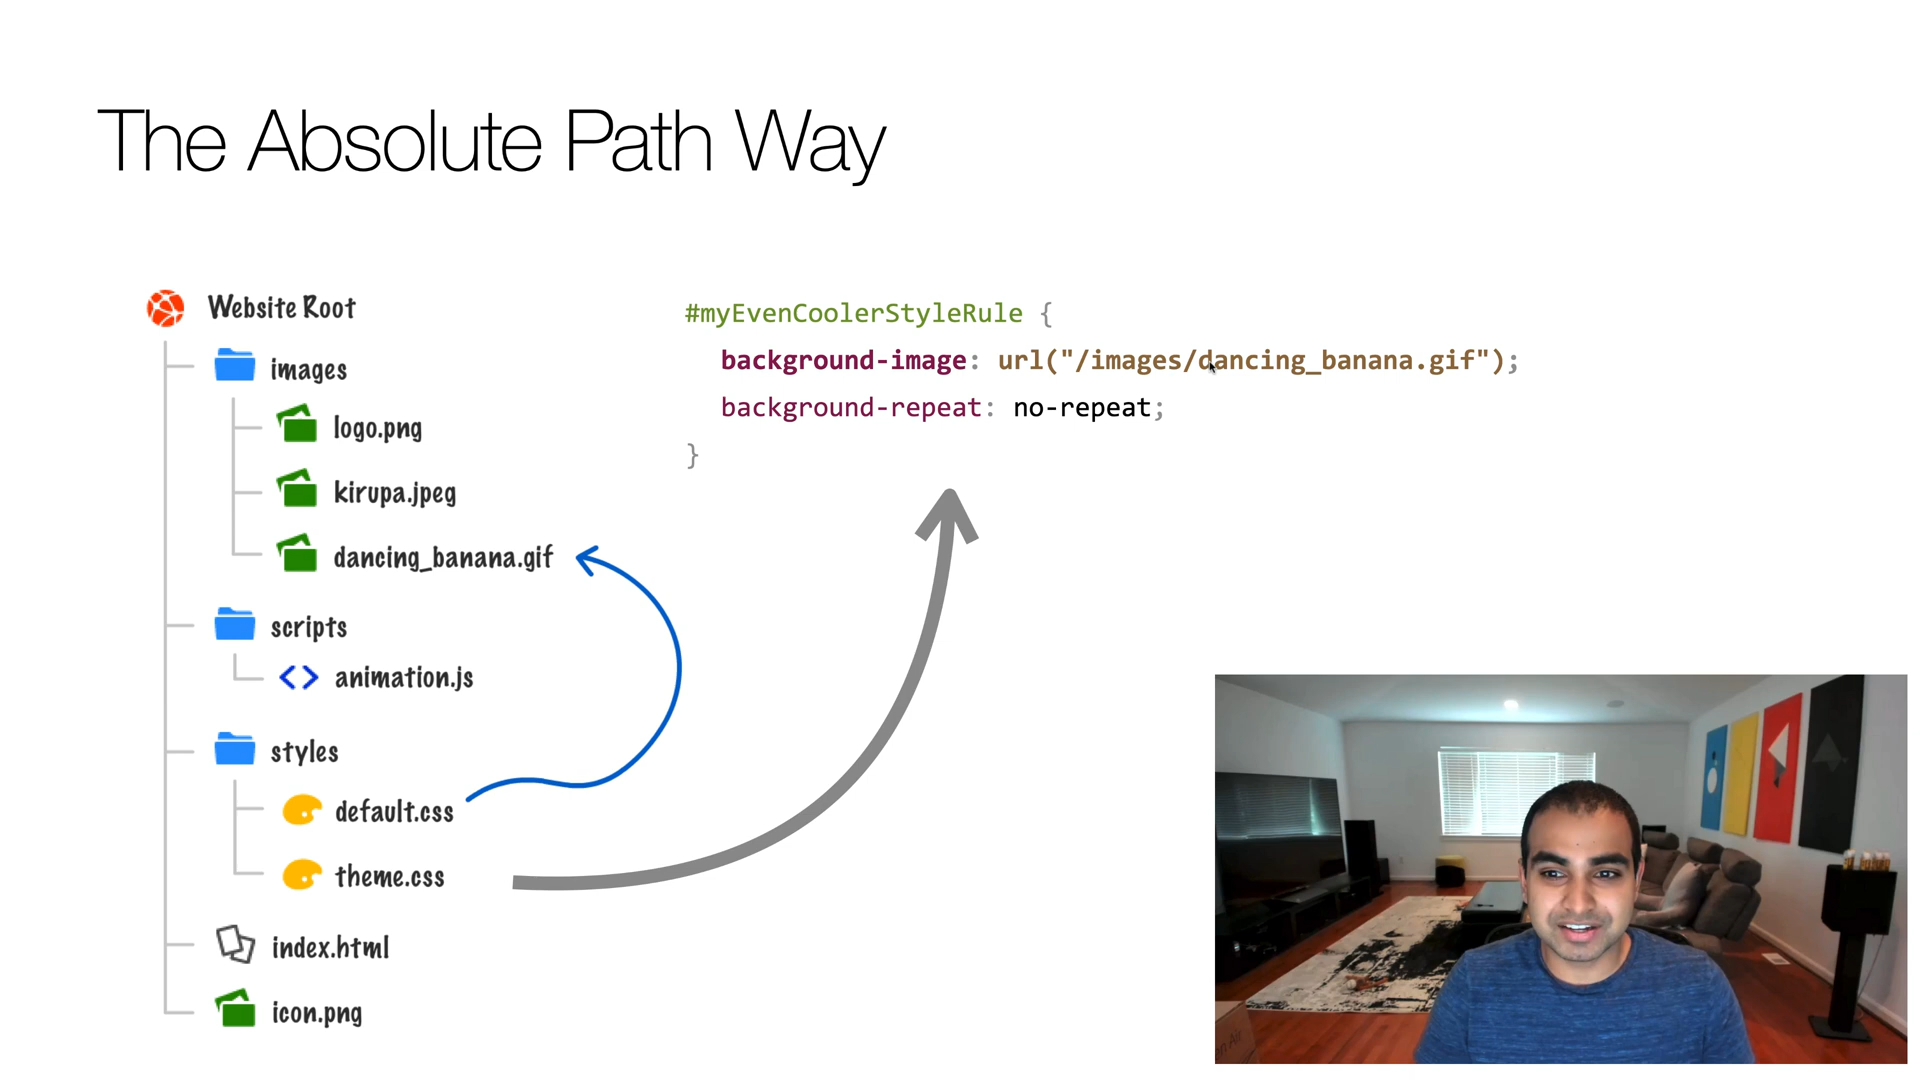 The Absolute Path Way
Website Root
images
logo.png
kirupa.jpeg
dancing_banana.gif
scripts
animation.js
styles
default.css
theme.css
index.html
icon.png
#myEvenCoolerStyleRule {
background-image: url("/images/dancing_banana.gif");
background-repeat: no-repeat;
}